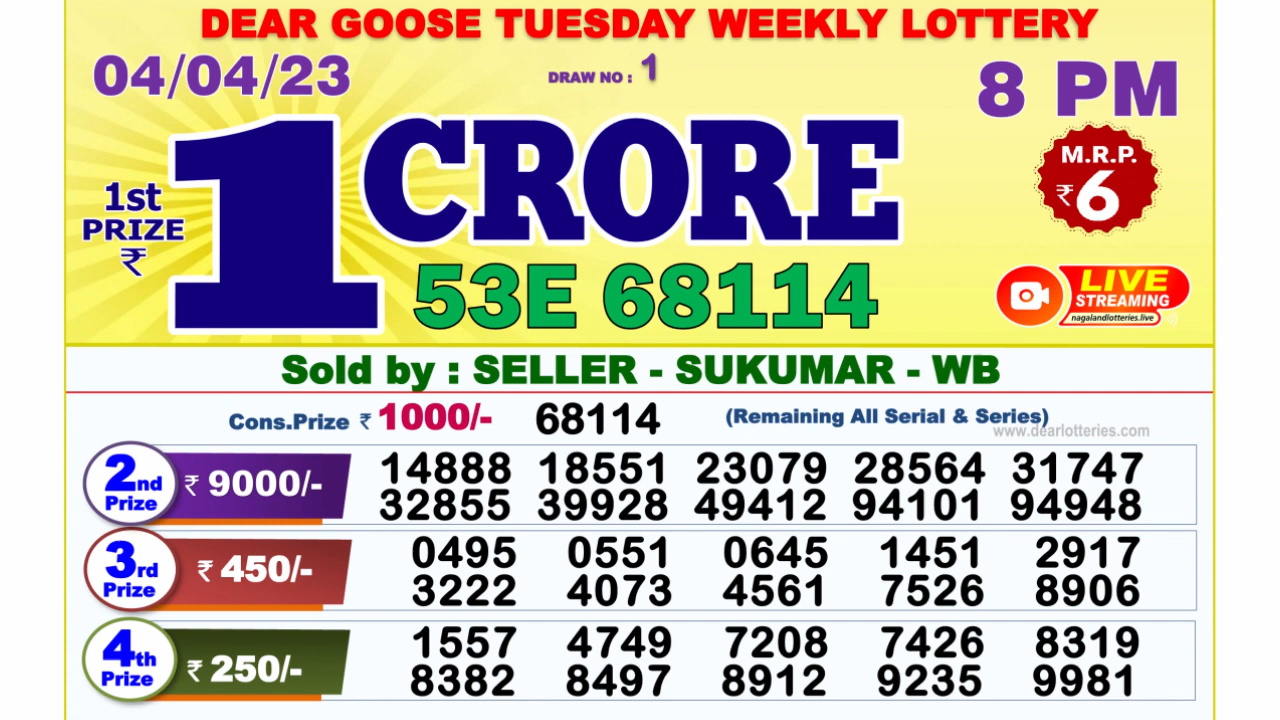 DEAR GOOSE TUESDAY WEEKLY LOTTERY
04/04/23
DRAW NO : 1
8 PM
1st
PRIZE
₹
1 CRORE
M.R.P.
₹ 6
53E 68114
LIVE
STREAMING
nagalandlotteries.live
Sold by : SELLER - SUKUMAR - WB
Cons.Prize ₹ 1000/- 68114 (Remaining All Serial & Series)
www.dearlotteries.com
2nd Prize ₹ 9000/-
14888 18551 23079 28564 31747
32855 39928 49412 94101 94948
3rd Prize ₹ 450/-
0495 0551 0645 1451 2917
3222 4073 4561 7526 8906
4th Prize ₹ 250/-
1557 4749 7208 7426 8319
8382 8497 8912 9235 9981